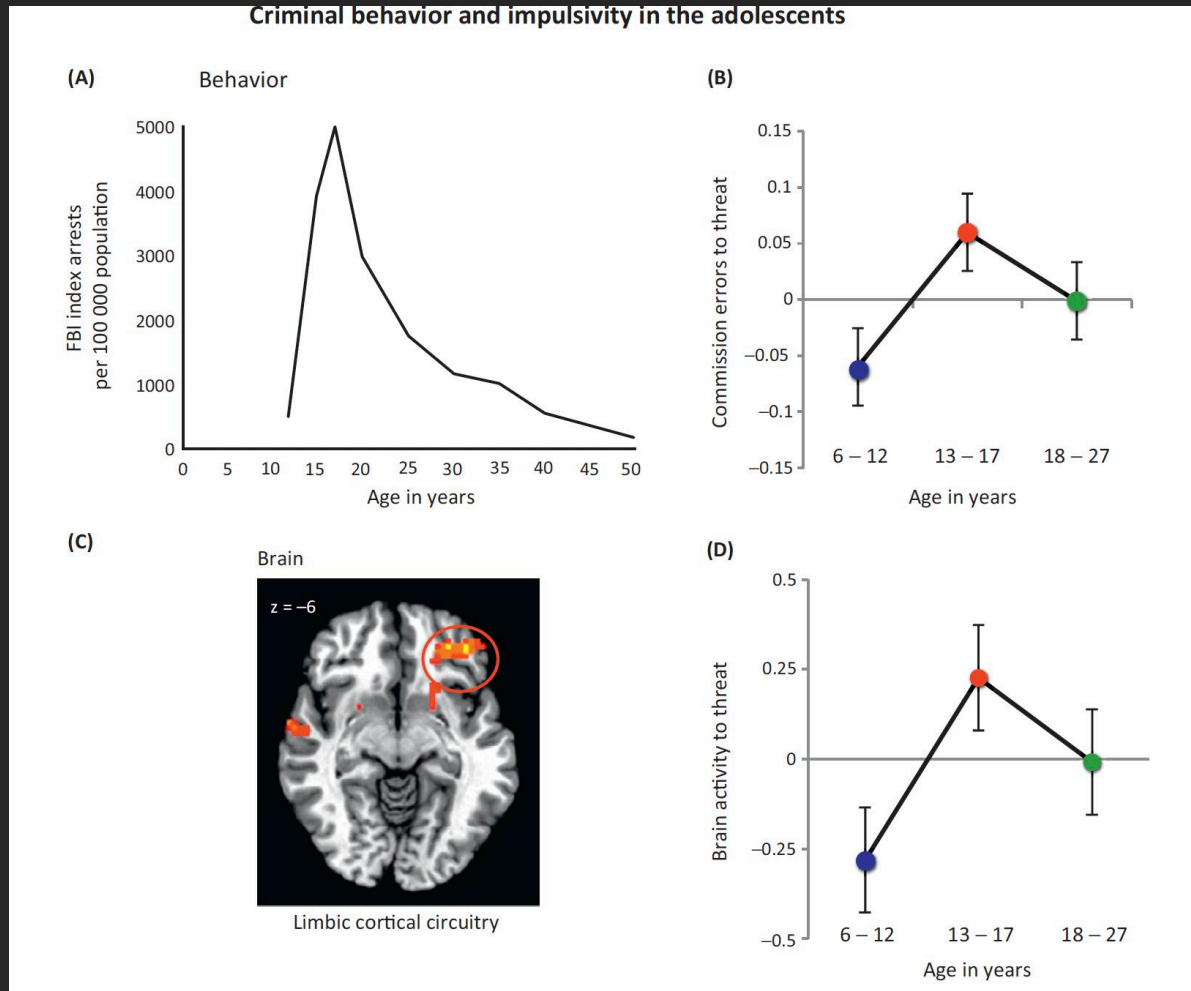 Criminal behavior and impulsivity in the adolescents
(A)
Behavior
FBI index arrests
per 100 000 population
5000
4000
3000
2000
1000
0
0 5 10 15 20 25 30 35 40 45 50
Age in years
(B)
Commission errors to threat
0.15
0.1
0.05
0
−0.05
−0.1
−0.15
6 – 12 13 – 17 18 – 27
Age in years
(C)
Brain
z = −6
Limbic cortical circuitry
(D)
Brain activity to threat
0.5
0.25
0
−0.25
−0.5
6 – 12 13 – 17 18 – 27
Age in years